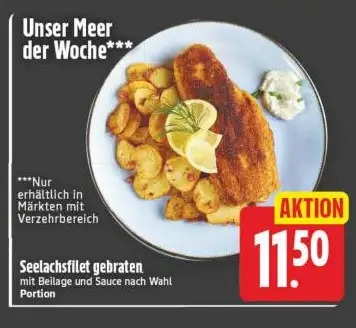 Unser Meer
der Woche***
***Nur
erhältlich in
Märkten mit
Verzehrbereich
AKTION
11.50
Seelachsfilet gebraten
mit Beilage und Sauce nach Wahl
Portion